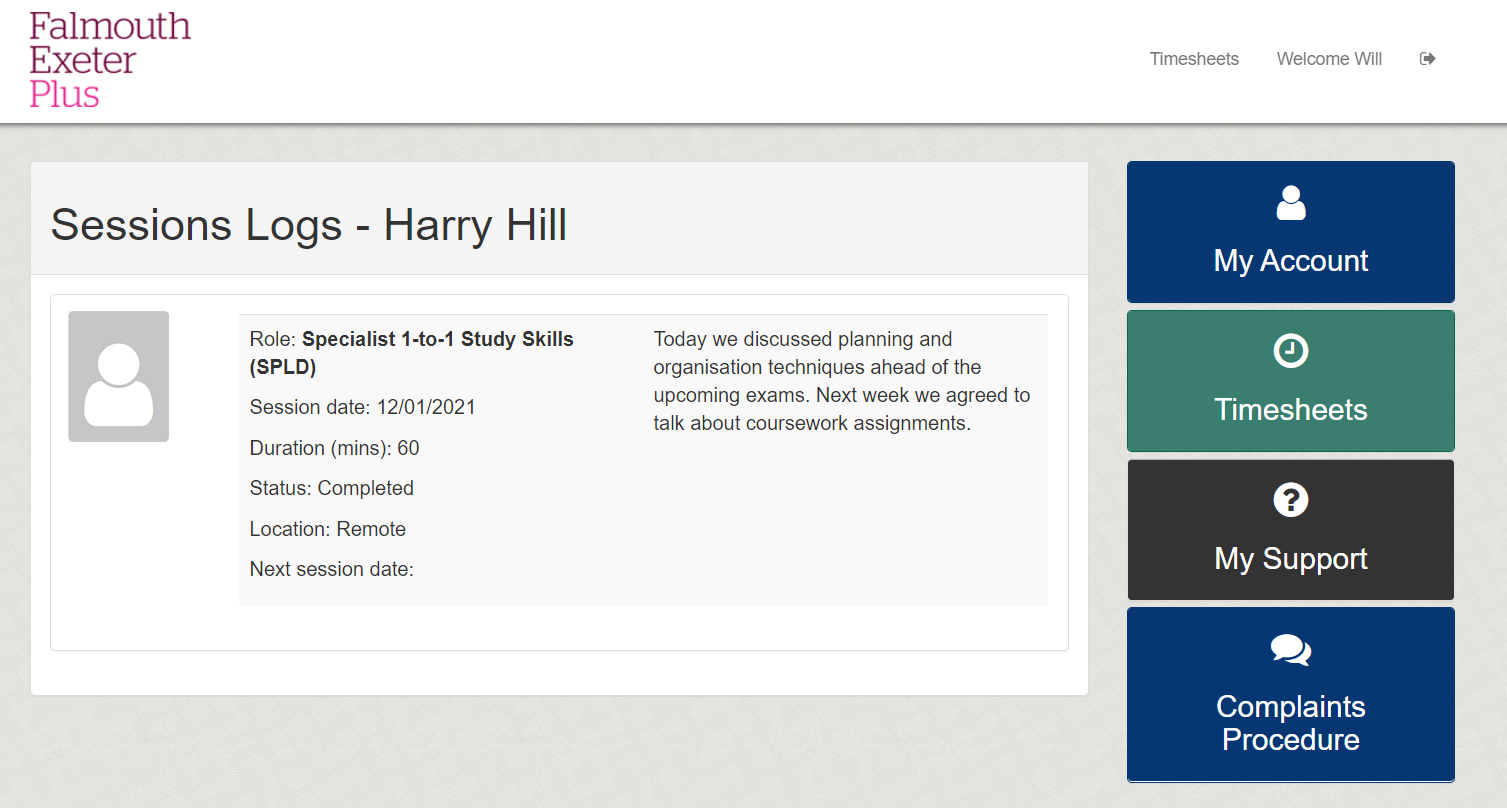 Falmouth
Exeter
Plus
Timesheets
Welcome Will
Sessions Logs - Harry Hill
Role: Specialist 1-to-1 Study Skills
(SPLD)
Session date: 12/01/2021
Duration (mins): 60
Status: Completed
Location: Remote
Next session date:
Today we discussed planning and
organisation techniques ahead of the
upcoming exams. Next week we agreed to
talk about coursework assignments.
My Account
Timesheets
?
My Support
Complaints
Procedure